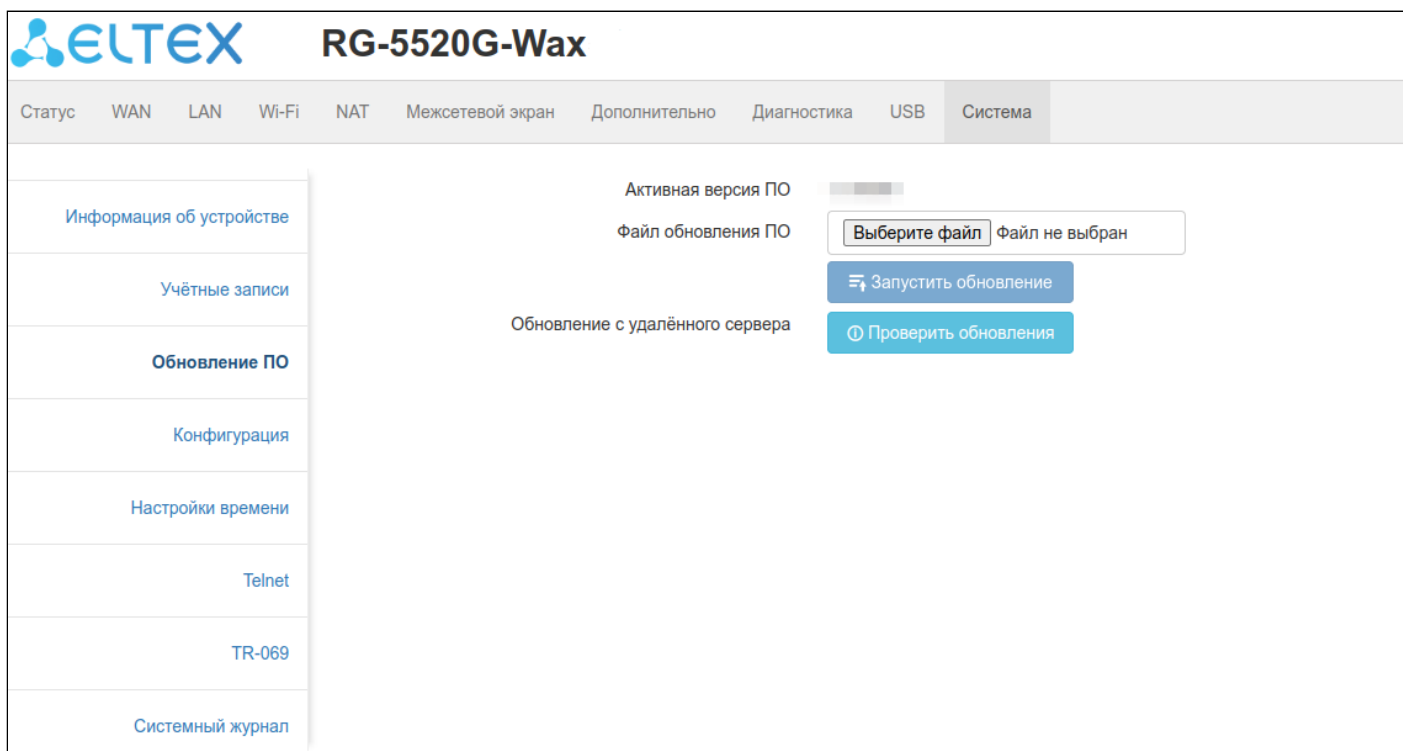 ELTEX RG-5520G-Wax
Статус WAN LAN Wi-Fi NAT Межсетевой экран Дополнительно Диагностика USB Система
Информация об устройстве
Учётные записи
Обновление ПО
Конфигурация
Настройки времени
Telnet
TR-069
Системный журнал
Активная версия ПО
Файл обновления ПО Выберите файл Файл не выбран
Запустить обновление
Обновление с удалённого сервера Проверить обновления